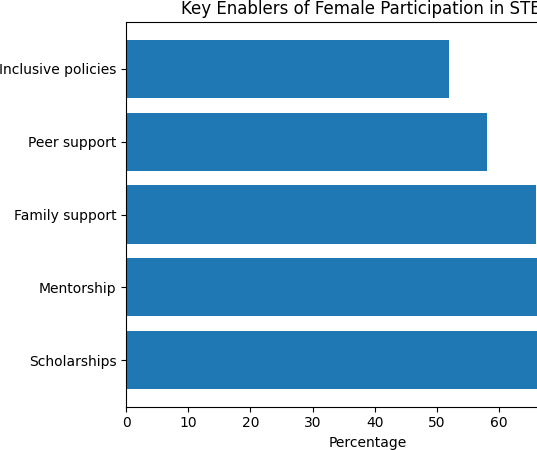 Key Enablers of Female Participation in STE
Inclusive policies
Peer support
Family support
Mentorship
Scholarships
0 10 20 30 40 50 60
Percentage